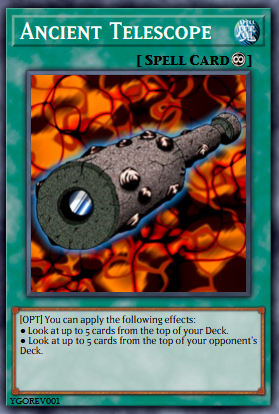 Ancient Telescope
[ Spell Card ]
[OPT] You can apply the following effects:
● Look at up to 5 cards from the top of your Deck.
● Look at up to 5 cards from the top of your opponent's
Deck.
YGOREV001